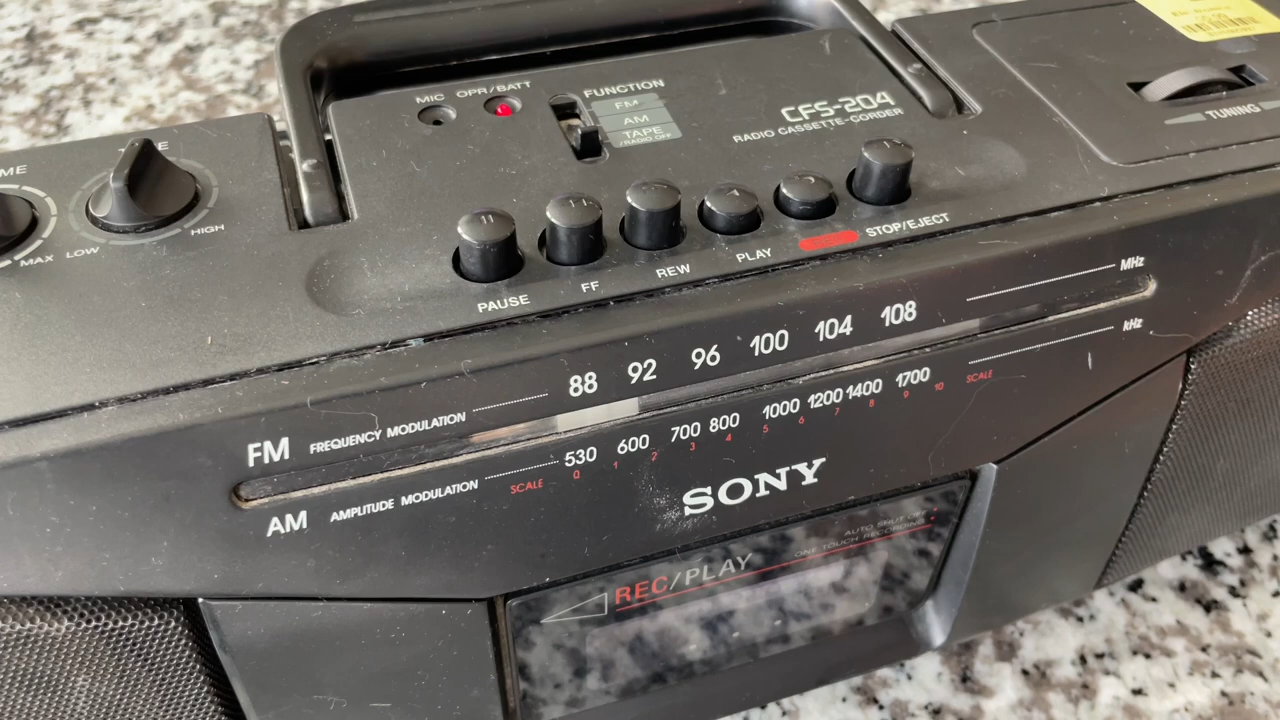 MIC OPR/BATT
FUNCTION
FM
AM
TAPE
/RADIO OFF
CFS-204
RADIO CASSETTE-CORDER
TUNING
MAX LOW
HIGH
PAUSE
FF
REW
PLAY
STOP/EJECT
MHz
88 92 96 100 104 108
FM FREQUENCY MODULATION
kHz
530 600 700 800 1000 1200 1400 1700
SCALE 0 1 2 3 4 5 6 7 8 9 10 SCALE
AM AMPLITUDE MODULATION
SONY
AUTO SHUT OFF
ONE TOUCH RECORDING
REC/PLAY